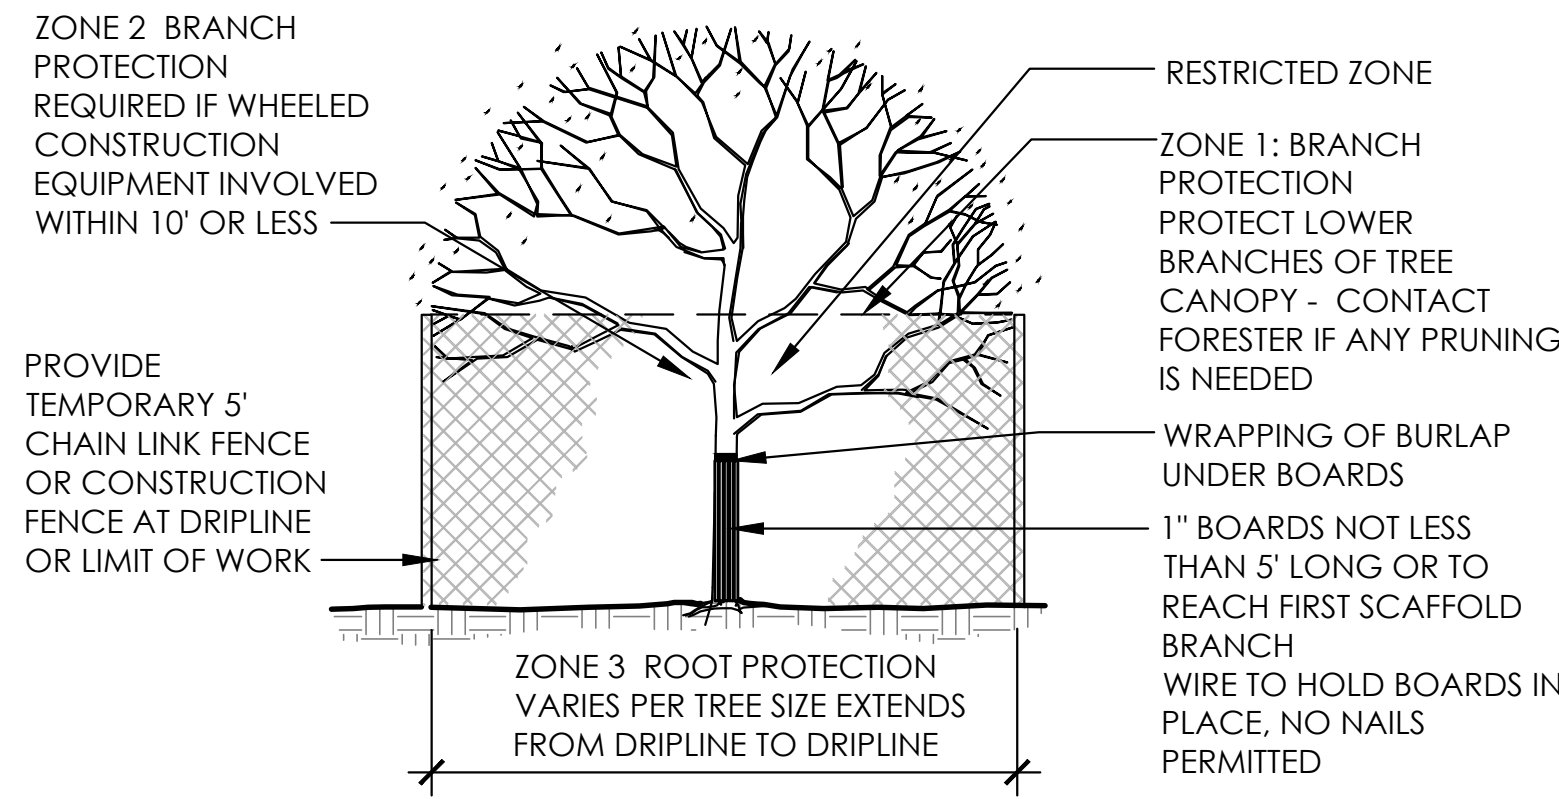 ZONE 2 BRANCH
PROTECTION
REQUIRED IF WHEELED
CONSTRUCTION
EQUIPMENT INVOLVED
WITHIN 10' OR LESS
PROVIDE
TEMPORARY 5'
CHAIN LINK FENCE
OR CONSTRUCTION
FENCE AT DRIPLINE
OR LIMIT OF WORK
RESTRICTED ZONE
ZONE 1: BRANCH
PROTECTION
PROTECT LOWER
BRANCHES OF TREE
CANOPY - CONTACT
FORESTER IF ANY PRUNING
IS NEEDED
WRAPPING OF BURLAP
UNDER BOARDS
1" BOARDS NOT LESS
THAN 5' LONG OR TO
REACH FIRST SCAFFOLD
BRANCH
WIRE TO HOLD BOARDS IN
PLACE, NO NAILS
PERMITTED
ZONE 3 ROOT PROTECTION
VARIES PER TREE SIZE EXTENDS
FROM DRIPLINE TO DRIPLINE